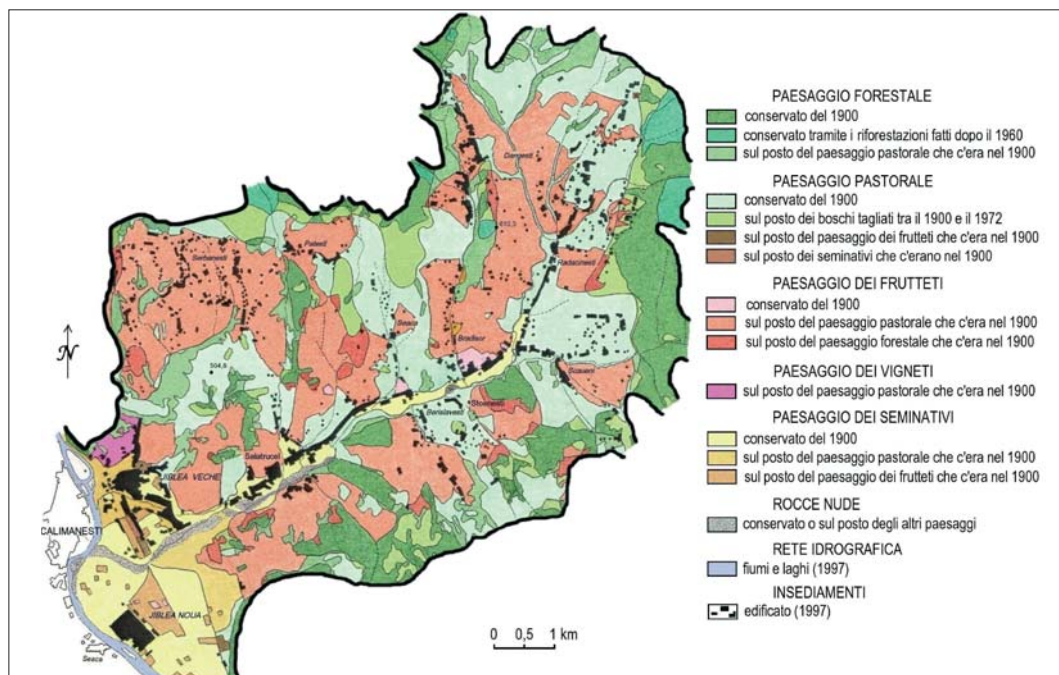 PAESAGGIO FORESTALE
conservato del 1900
conservato tramite i riforestazioni fatti dopo il 1960
sul posto del paesaggio pastorale che c'era nel 1900
PAESAGGIO PASTORALE
conservato del 1900
sul posto dei boschi tagliati tra il 1900 e il 1972
sul posto del paesaggio dei frutteti che c'era nel 1900
sul posto dei seminativi che c'erano nel 1900
PAESAGGIO DEI FRUTTETI
conservato del 1900
sul posto del paesaggio pastorale che c'era nel 1900
sul posto del paesaggio forestale che c'era nel 1900
PAESAGGIO DEI VIGNETI
sul posto del paesaggio pastorale che c'era nel 1900
PAESAGGIO DEI SEMINATIVI
conservato del 1900
sul posto del paesaggio pastorale che c'era nel 1900
sul posto del paesaggio dei frutteti che c'era nel 1900
ROCCE NUDE
conservato o sul posto degli altri paesaggi
RETE IDROGRAFICA
fiumi e laghi (1997)
INSEDIAMENTI
edificato (1997)
Dangesti
Pateesti
Berbanesti
Radacinesti
Seaca
Bradisor
Scaueni
Berislavesti
504,8
Salatrucel
JIBLEA VECHE
CALIMANESTI
JIBLEA NOUA
Seaca
N
0 0,5 1 km